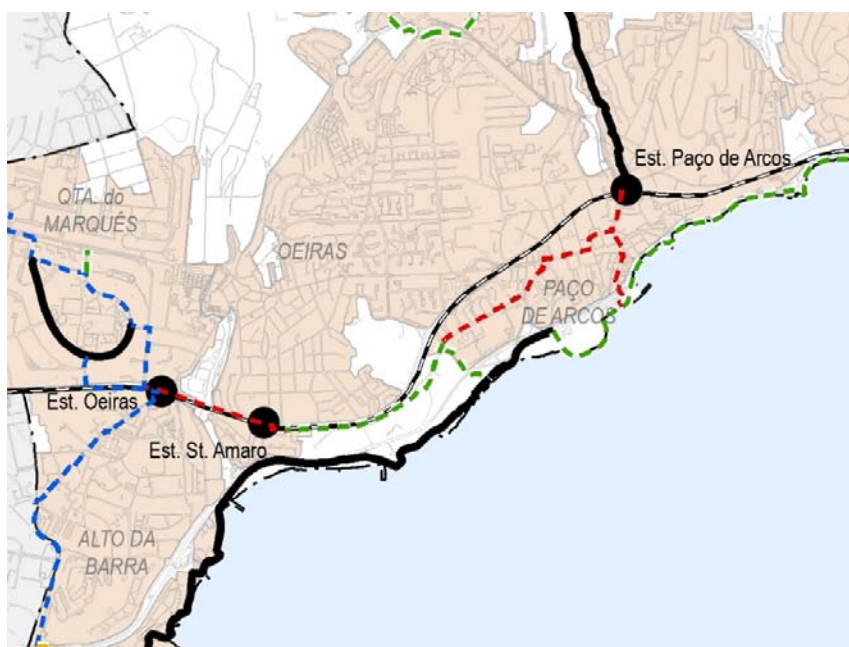 Est. Paço de Arcos
QTA. do
MARQUÊS
OEIRAS
PAÇO
DE ARCOS
Est. Oeiras
Est. St. Amaro
ALTO DA
BARRA